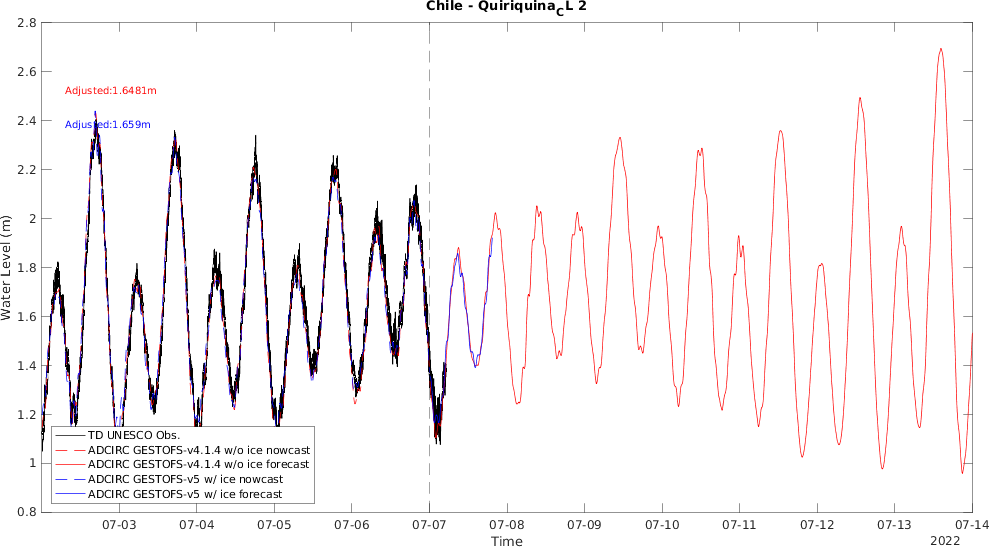 Chile - Quiriquina_CL 2
2.8
2.6
2.4
2.2
2
1.8
1.6
1.4
1.2
1
0.8
Water Level (m)
Adjusted:1.6481m
Adjusted:1.659m
TD UNESCO Obs.
ADCIRC GESTOFS-v4.1.4 w/o ice nowcast
ADCIRC GESTOFS-v4.1.4 w/o ice forecast
ADCIRC GESTOFS-v5 w/ ice nowcast
ADCIRC GESTOFS-v5 w/ ice forecast
07-03 07-04 07-05 07-06 07-07 07-08 07-09 07-10 07-11 07-12 07-13 07-14
Time
2022